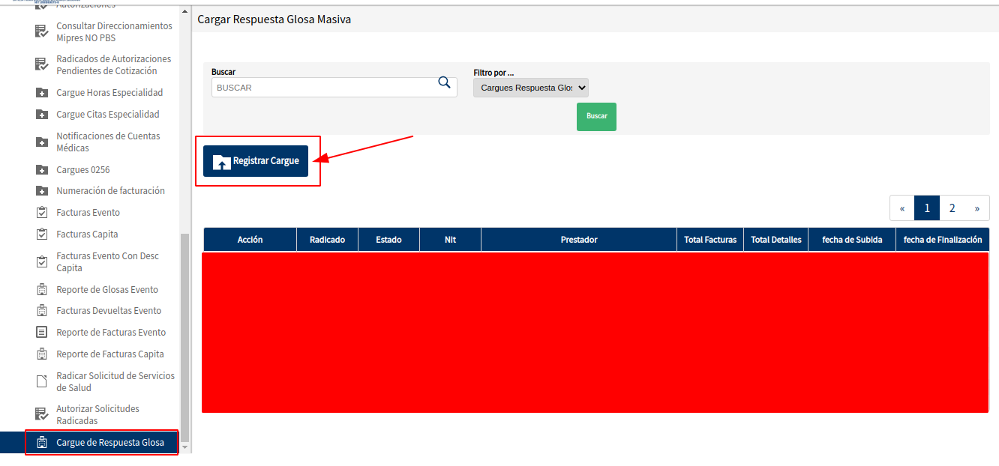 Autorizaciones
Consultar Direccionamientos
Mipres NO PBS
Radicados de Autorizaciones
Pendientes de Cotización
Cargue Horas Especialidad
Cargue Citas Especialidad
Notificaciones de Cuentas
Médicas
Cargues 0256
Numeración de facturación
Facturas Evento
Facturas Capita
Facturas Evento Con Desc
Capita
Reporte de Glosas Evento
Facturas Devueltas Evento
Reporte de Facturas Evento
Reporte de Facturas Capita
Radicar Solicitud de Servicios
de Salud
Autorizar Solicitudes
Radicadas
Cargue de Respuesta Glosa
Cargar Respuesta Glosa Masiva
Buscar
BUSCAR
Filtro por ...
Cargues Respuesta Glos
Buscar
Registrar Cargue
« 1 2 »
Acción Radicado Estado Nit Prestador Total Facturas Total Detalles fecha de Subida fecha de Finalización